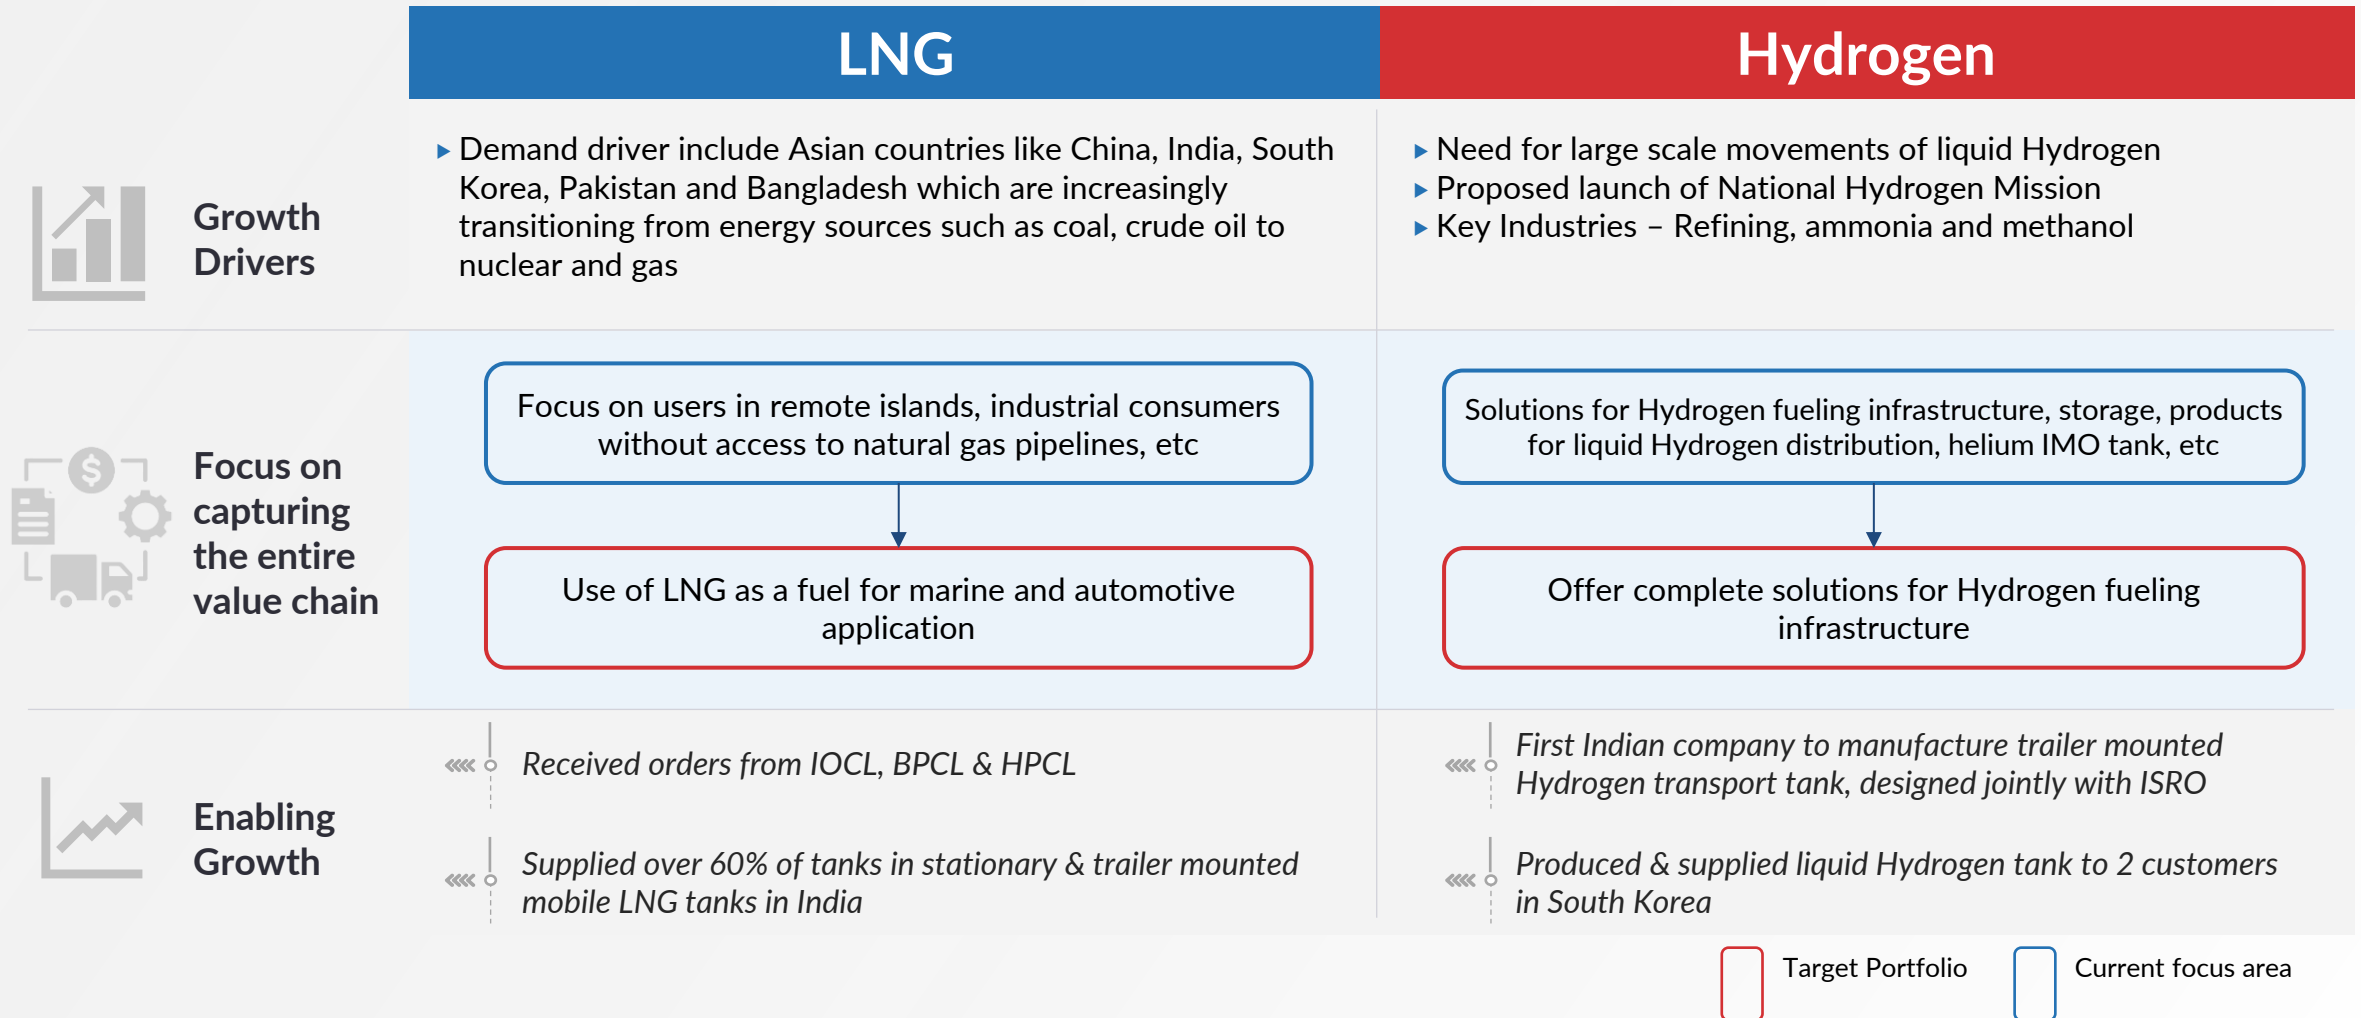 LNG
Hydrogen
Growth
Drivers
Demand driver include Asian countries like China, India, South
Korea, Pakistan and Bangladesh which are increasingly
transitioning from energy sources such as coal, crude oil to
nuclear and gas
Need for large scale movements of liquid Hydrogen
Proposed launch of National Hydrogen Mission
Key Industries – Refining, ammonia and methanol
Focus on
capturing
the entire
value chain
Focus on users in remote islands, industrial consumers
without access to natural gas pipelines, etc
Use of LNG as a fuel for marine and automotive
application
Solutions for Hydrogen fueling infrastructure, storage, products
for liquid Hydrogen distribution, helium IMO tank, etc
Offer complete solutions for Hydrogen fueling
infrastructure
Enabling
Growth
Received orders from IOCL, BPCL & HPCL
Supplied over 60% of tanks in stationary & trailer mounted
mobile LNG tanks in India
First Indian company to manufacture trailer mounted
Hydrogen transport tank, designed jointly with ISRO
Produced & supplied liquid Hydrogen tank to 2 customers
in South Korea
Target Portfolio
Current focus area